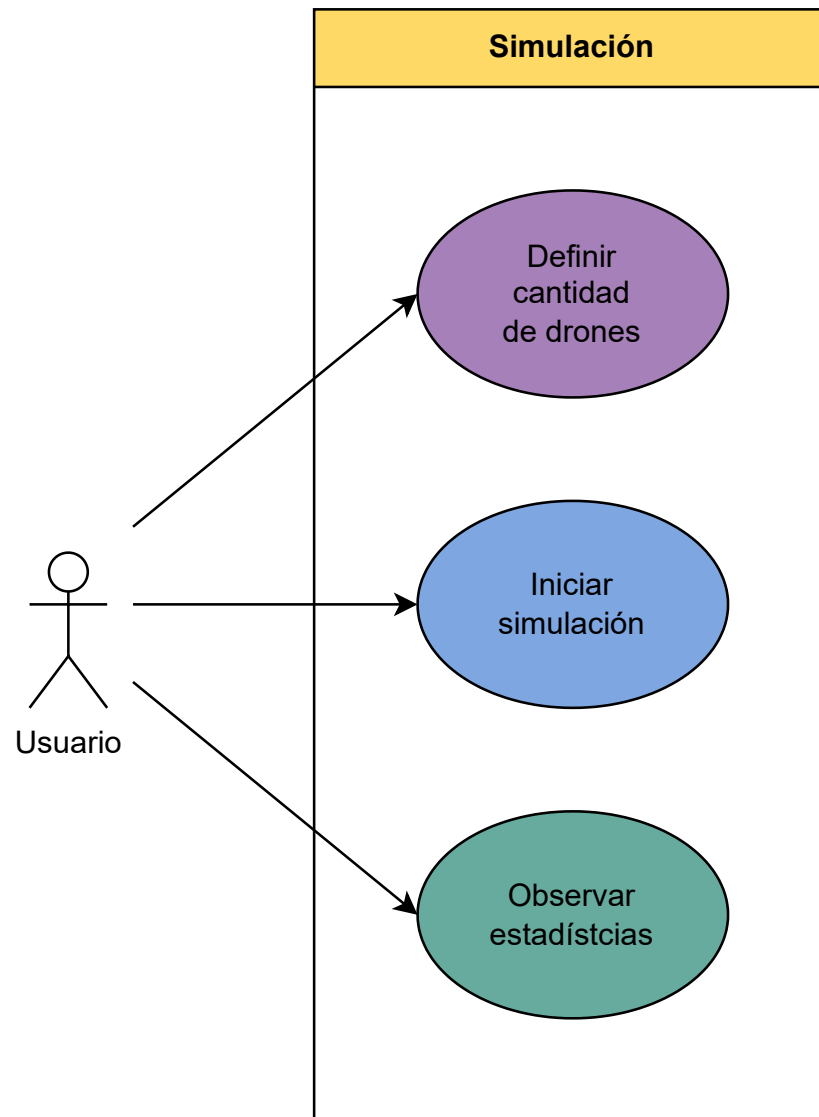 Simulación
Definir
cantidad
de drones
Iniciar
simulación
Usuario
Observar
estadístcias